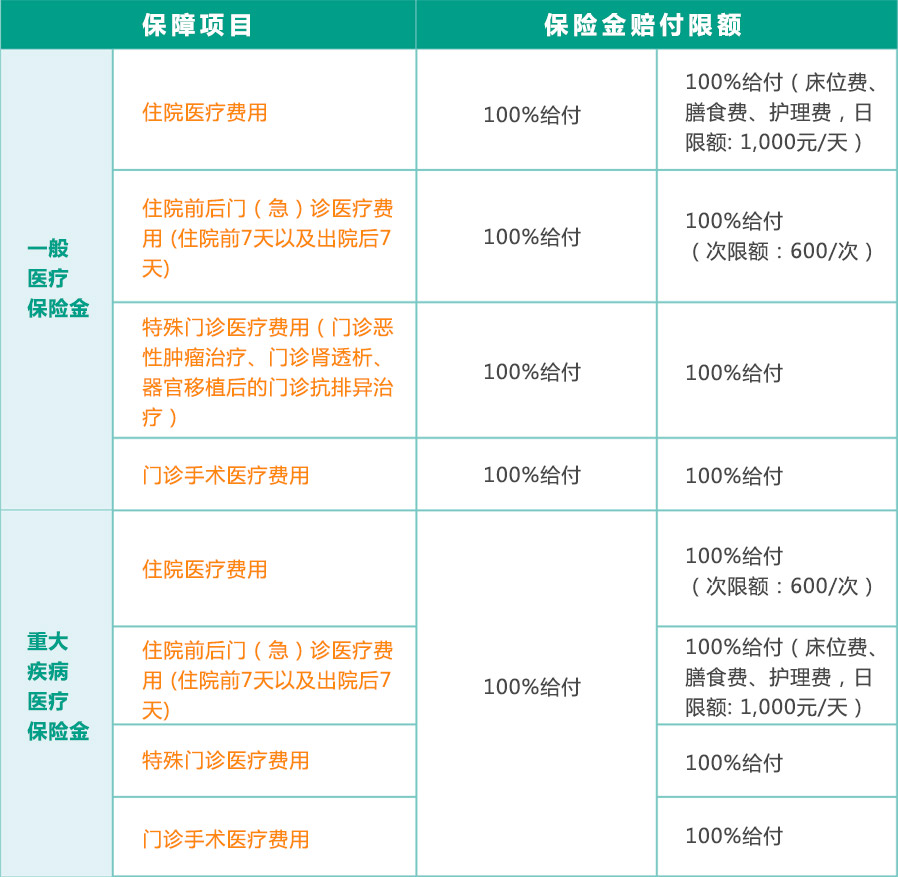 保障项目
保险金赔付限额
一般
医疗
保险金
住院医疗费用
100%给付
100%给付（床位费、
膳食费、护理费，日
限额: 1,000元/天）
住院前后门（急）诊医疗费
用 (住院前7天以及出院后7
天)
100%给付
100%给付
（次限额：600/次）
特殊门诊医疗费用（门诊恶
性肿瘤治疗、门诊肾透析、
器官移植后的门诊抗排异治
疗）
100%给付
100%给付
门诊手术医疗费用
100%给付
100%给付
重大
疾病
医疗
保险金
住院医疗费用
100%给付
100%给付
（次限额：600/次）
住院前后门（急）诊医疗费
用 (住院前7天以及出院后7
天)
100%给付（床位费、
膳食费、护理费，日
限额: 1,000元/天）
特殊门诊医疗费用
100%给付
门诊手术医疗费用
100%给付